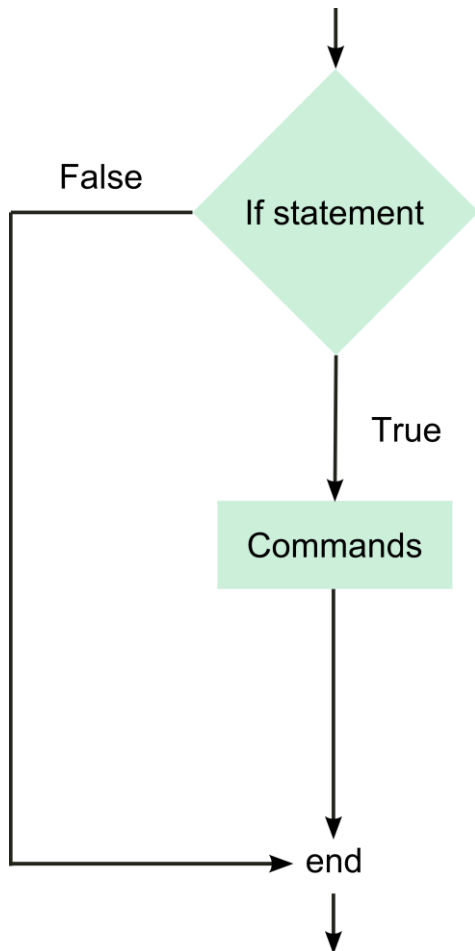 False
If statement
True
Commands
end